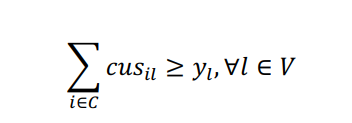 ∑_{i∈C} cus_{il} ≥ y_l, ∀l ∈ V